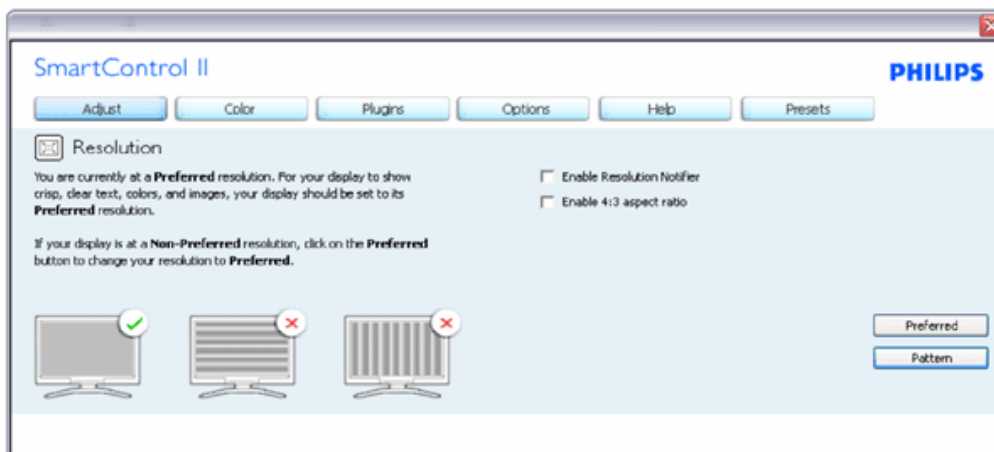 SmartControl II
PHILIPS
Adjust Color Plugins Options Help Presets
Resolution
You are currently at a Preferred resolution. For your display to show
crisp, clear text, colors, and images, your display should be set to its
Preferred resolution.
If your display is at a Non-Preferred resolution, click on the Preferred
button to change your resolution to Preferred.
Enable Resolution Notifier
Enable 4:3 aspect ratio
Preferred
Pattern